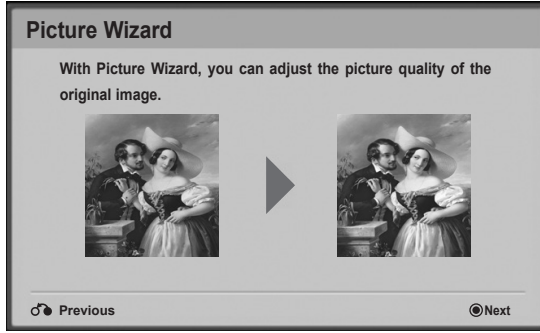 Picture Wizard
With Picture Wizard, you can adjust the picture quality of the
original image.
Previous
Next